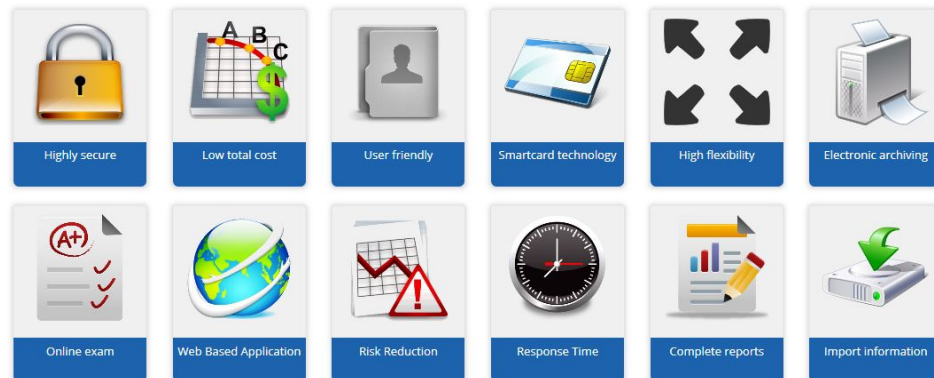 A B C
Highly secure
Low total cost
User friendly
Smartcard technology
High flexibility
Electronic archiving
A+
Online exam
Web Based Application
Risk Reduction
Response Time
Complete reports
Import information